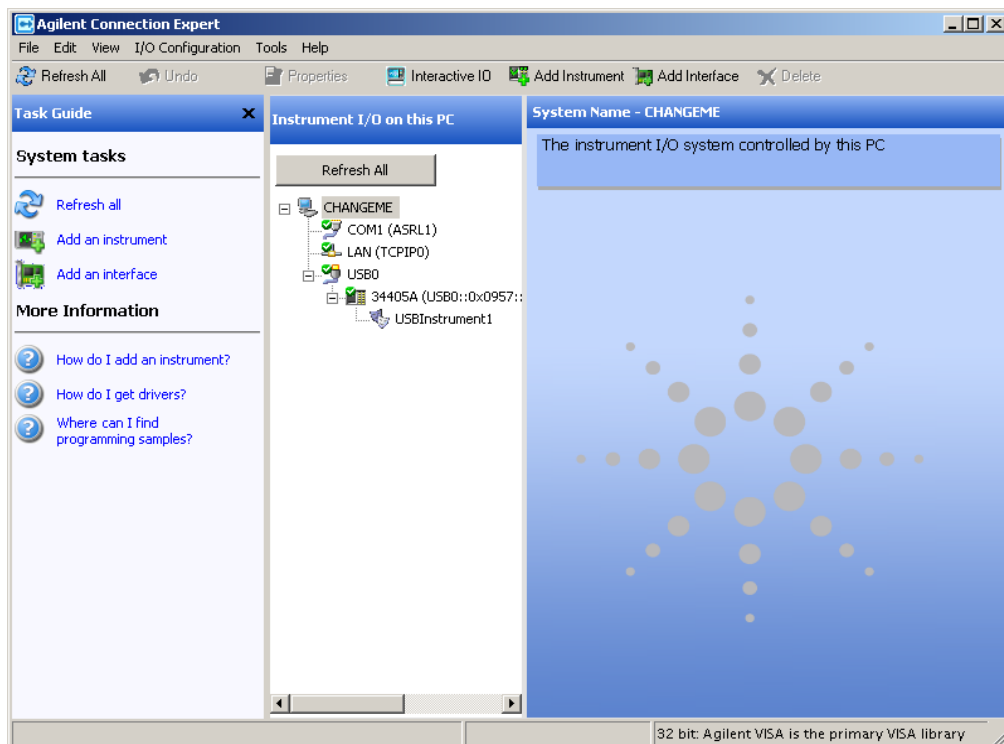 Agilent Connection Expert
File Edit View I/O Configuration Tools Help
Refresh All Undo Properties Interactive IO Add Instrument Add Interface Delete
Task Guide
System tasks
Refresh all
Add an instrument
Add an interface
More Information
How do I add an instrument?
How do I get drivers?
Where can I find
programming samples?
Instrument I/O on this PC
Refresh All
CHANGEME
COM1 (ASRL1)
LAN (TCPIP0)
USB0
34405A (USB0::0x0957::
USBInstrument1
System Name - CHANGEME
The instrument I/O system controlled by this PC
32 bit: Agilent VISA is the primary VISA library